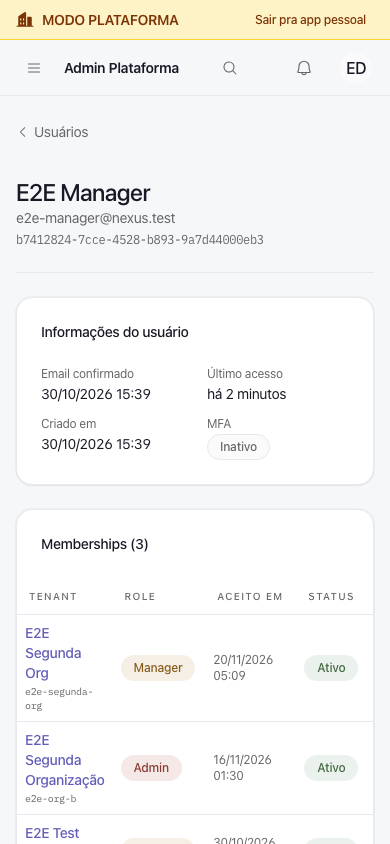 MODO PLATAFORMA
Sair pra app pessoal
Admin Plataforma
ED
Usuários
E2E Manager
e2e-manager@nexus.test
b7412824-7cce-4528-b893-9a7d44000eb3
Informações do usuário
Email confirmado
Último acesso
30/10/2026 15:39
há 2 minutos
Criado em
MFA
30/10/2026 15:39
Inativo
Memberships (3)
TENANT ROLE ACEITO EM STATUS
E2E
Segunda
Org
e2e-segunda-
org
Manager
20/11/2026
05:09
Ativo
E2E
Segunda
Organização
e2e-org-b
Admin
16/11/2026
01:30
Ativo
E2E Test
30/10/2026